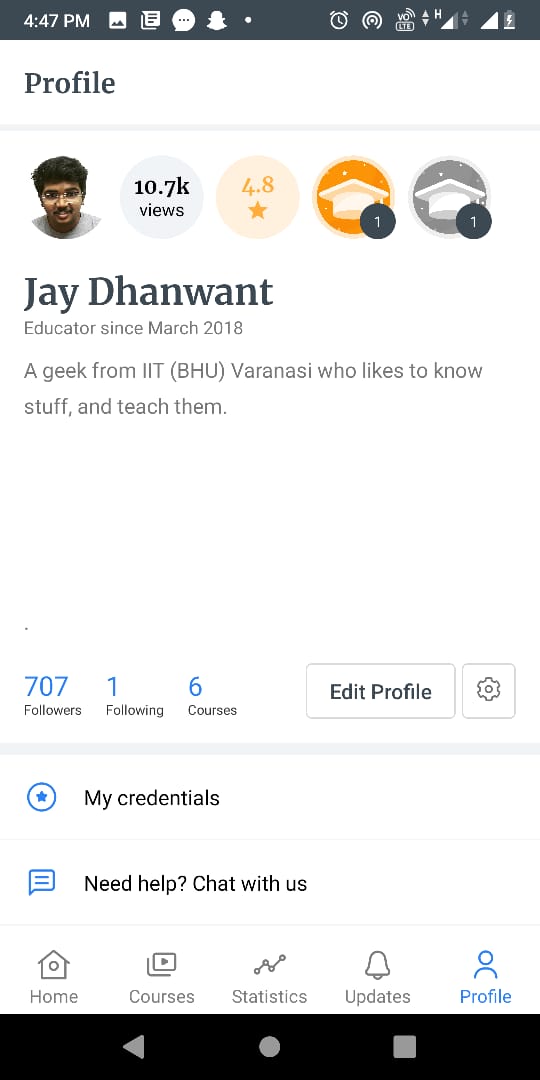 4:47 PM
VO
LTE
H
Profile
10.7k
views
4.8
1
1
Jay Dhanwant
Educator since March 2018
A geek from IIT (BHU) Varanasi who likes to know
stuff, and teach them.
.
707 1 6
Followers Following Courses
Edit Profile
My credentials
Need help? Chat with us
Home Courses Statistics Updates Profile